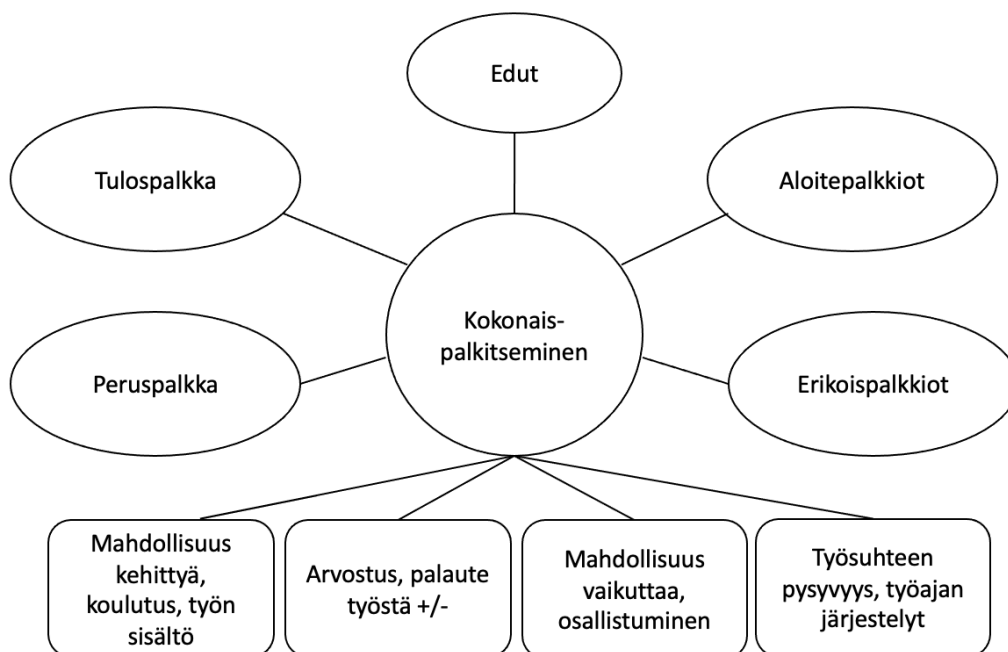 Edut
Tulospalkka
Aloitepalkkiot
Kokonais-
palkitseminen
Peruspalkka
Erikoispalkkiot
Mahdollisuus
kehittyä,
koulutus, työn
sisältö
Arvostus, palaute
työstä +/-
Mahdollisuus
vaikuttaa,
osallistuminen
Työsuhteen
pysyvyys, työajan
järjestelyt